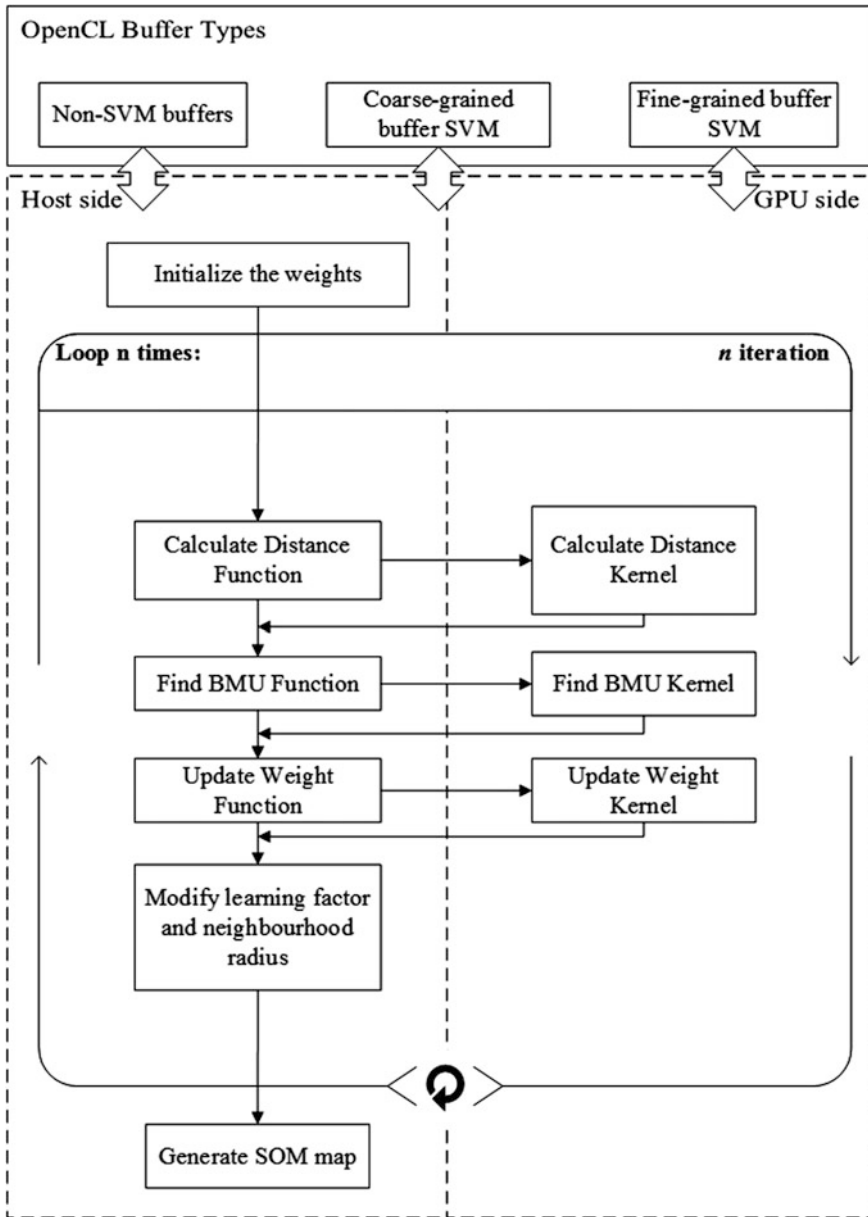 OpenCL Buffer Types
Non-SVM buffers
Coarse-grained
buffer SVM
Fine-grained buffer
SVM
Host side
GPU side
Initialize the weights
Loop n times:
n iteration
Calculate Distance
Function
Calculate Distance
Kernel
Find BMU Function
Find BMU Kernel
Update Weight
Function
Update Weight
Kernel
Modify learning factor
and neighbourhood
radius
Generate SOM map